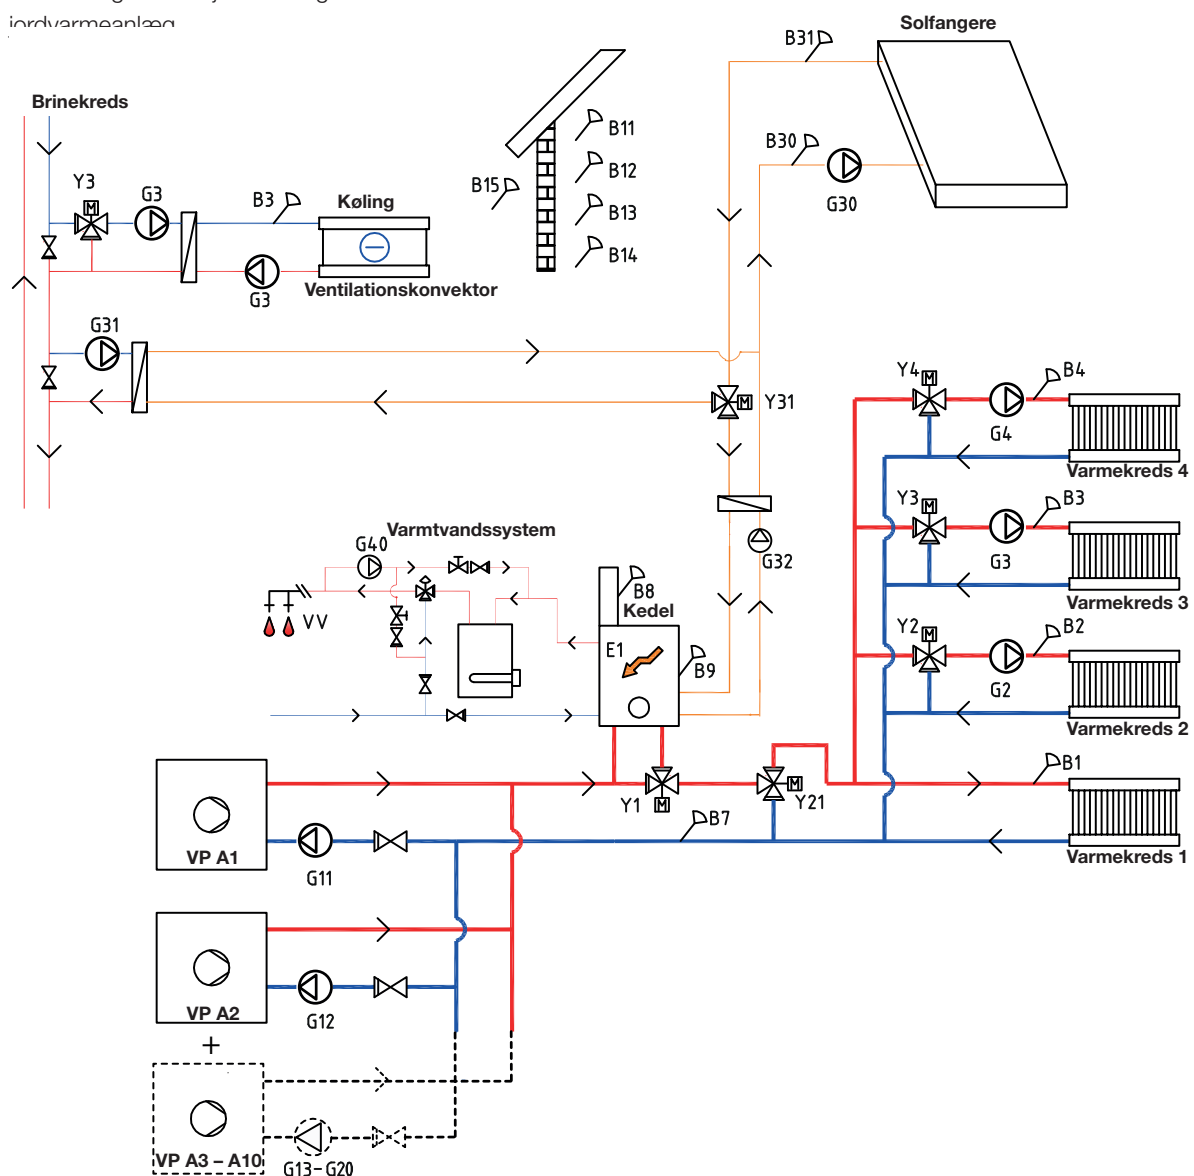 jordvarmeanlæg
Solfangere
B31
Brinekreds
B11
B30
Y3
G3
B3
Køling
B15
B12
B13
G30
B14
G3
Ventilationskonvektor
G31
Y31
Y4
B4
G4
Varmekreds 4
Y3
B3
G3
Varmekreds 3
Varmtvandssystem
G40
G32
B8
Kedel
VV
E1
B9
Y2
B2
G2
Varmekreds 2
Y1
Y21
B1
B7
Varmekreds 1
VP A1
G11
VP A2
G12
+
VP A3 – A10
G13-G20
M
M
M
M
M
M
M